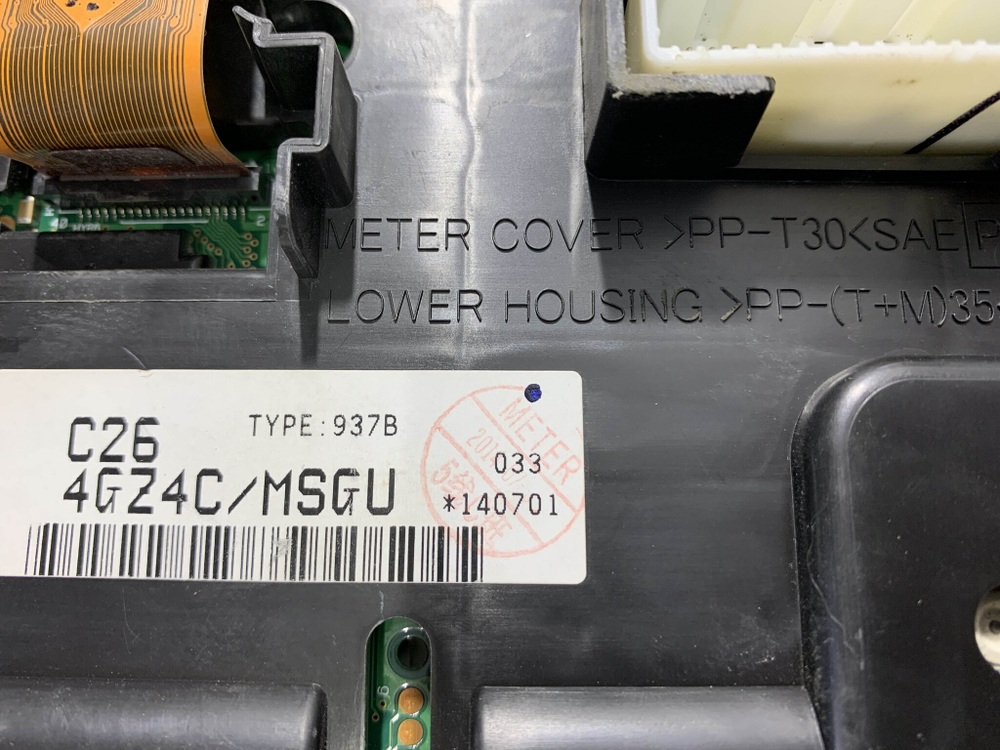 METER COVER >PP-T30<SAE P
LOWER HOUSING >PP-(T+M)35<
C26
TYPE:937B
4GZ4C/MSGU
METER
033
*140701